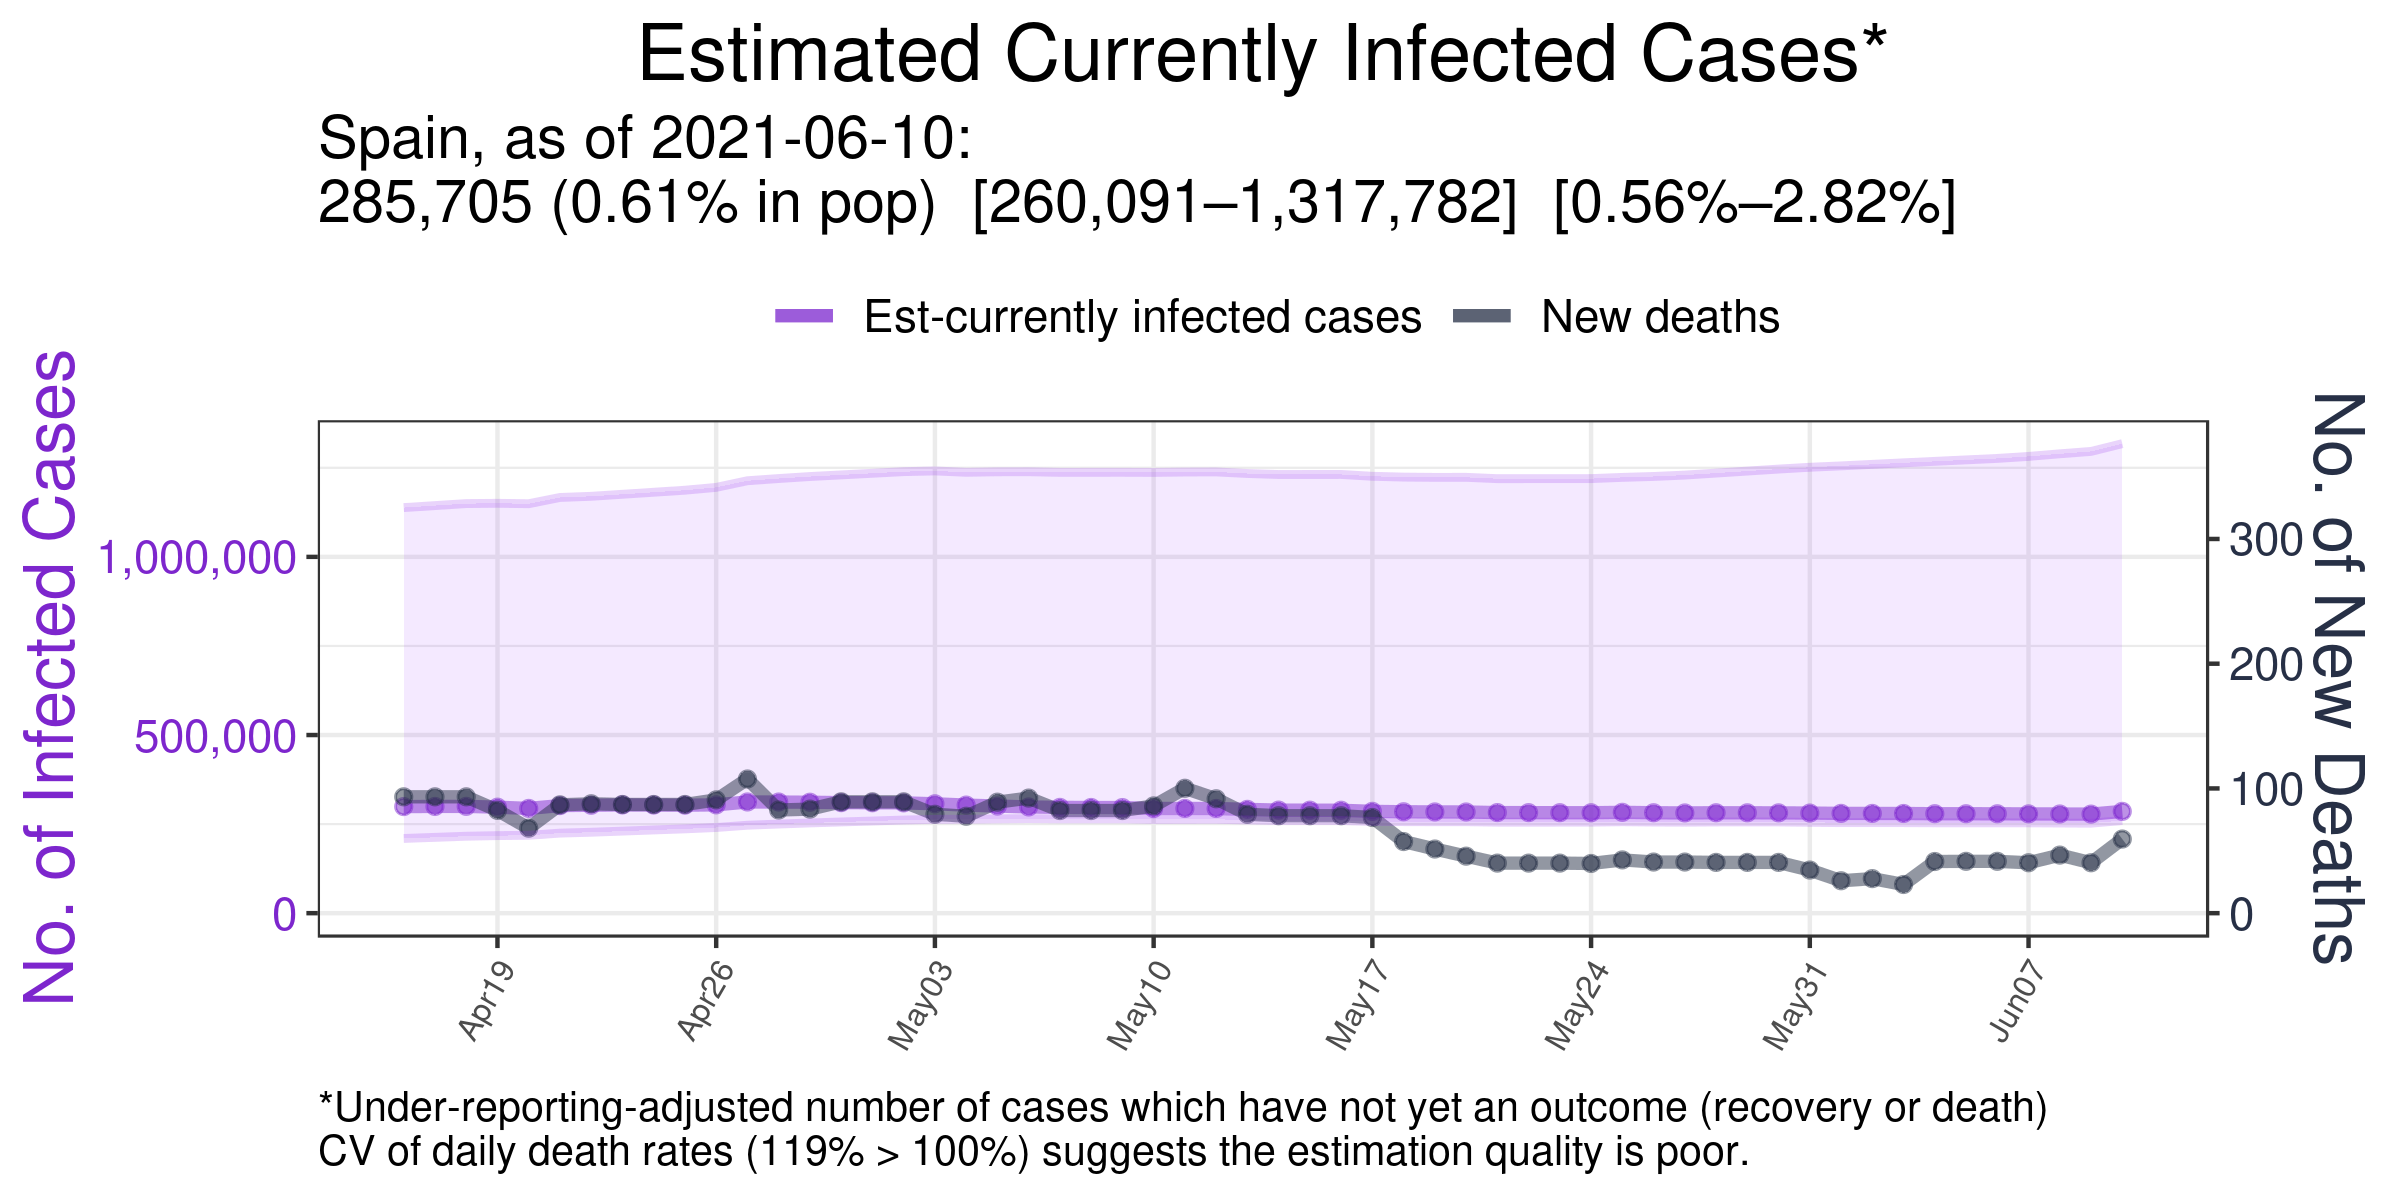 Estimated Currently Infected Cases*
Spain, as of 2021-06-10:
285,705 (0.61% in pop)  [260,091–1,317,782]  [0.56%–2.82%]
Est-currently infected cases
New deaths
No. of Infected Cases
1,000,000
500,000
0
300
200
100
0
No. of New Deaths
Apr19
Apr26
May03
May10
May17
May24
May31
Jun07
*Under-reporting-adjusted number of cases which have not yet an outcome (recovery or death)
CV of daily death rates (119% > 100%) suggests the estimation quality is poor.